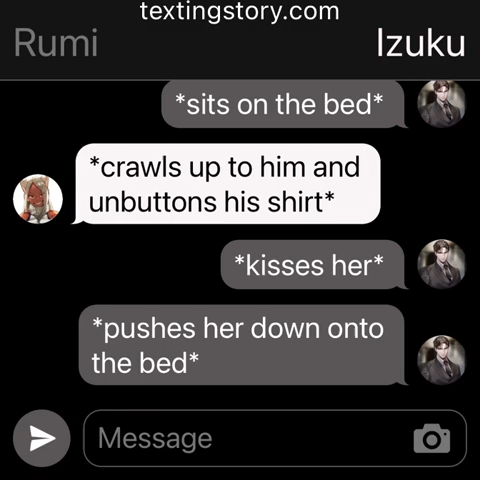 textingstory.com
Rumi
Izuku
*sits on the bed*
*crawls up to him and
unbuttons his shirt*
*kisses her*
*pushes her down onto
the bed*
Message